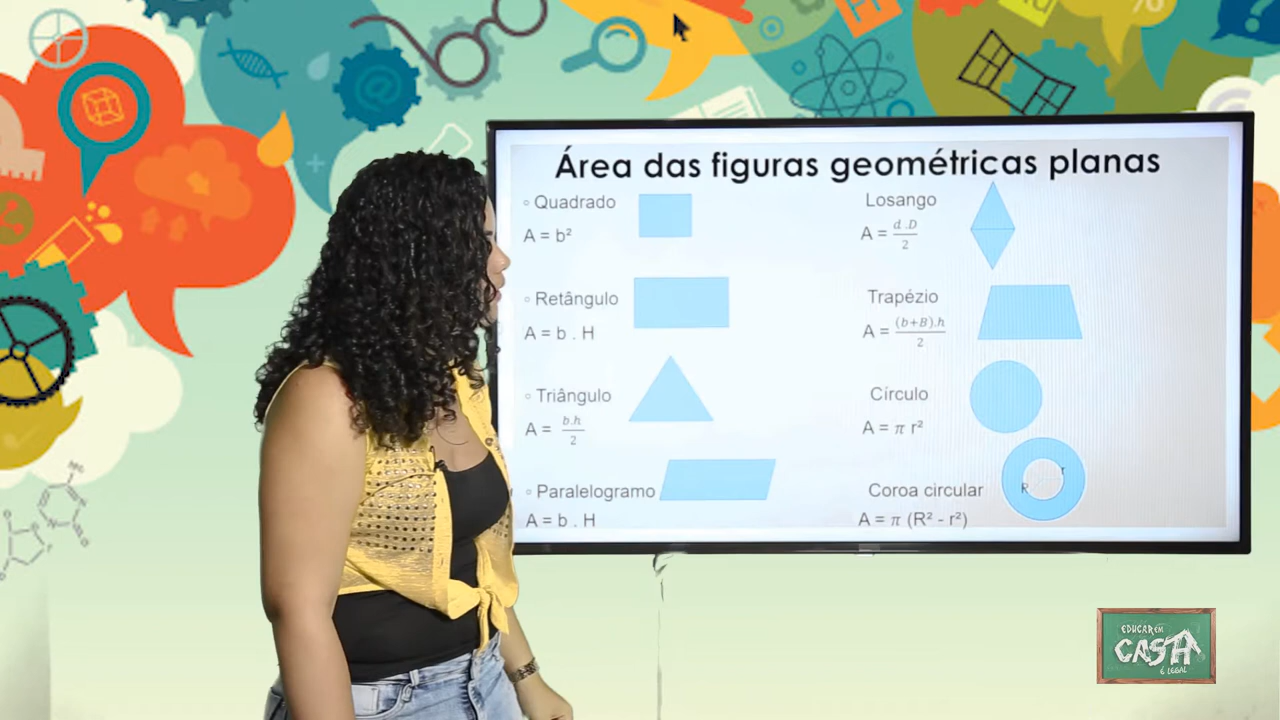 Área das figuras geométricas planas
◦ Quadrado
A = b²
◦ Retângulo
A = b . H
◦ Triângulo
A = b.h/2
◦ Paralelogramo
A = b . H
Losango
A = d.D/2
Trapézio
A = (b+B).h/2
Círculo
A = π r²
Coroa circular
A = π (R² - r²)
R
r
EDUCAR EM
CASA
É LEGAL